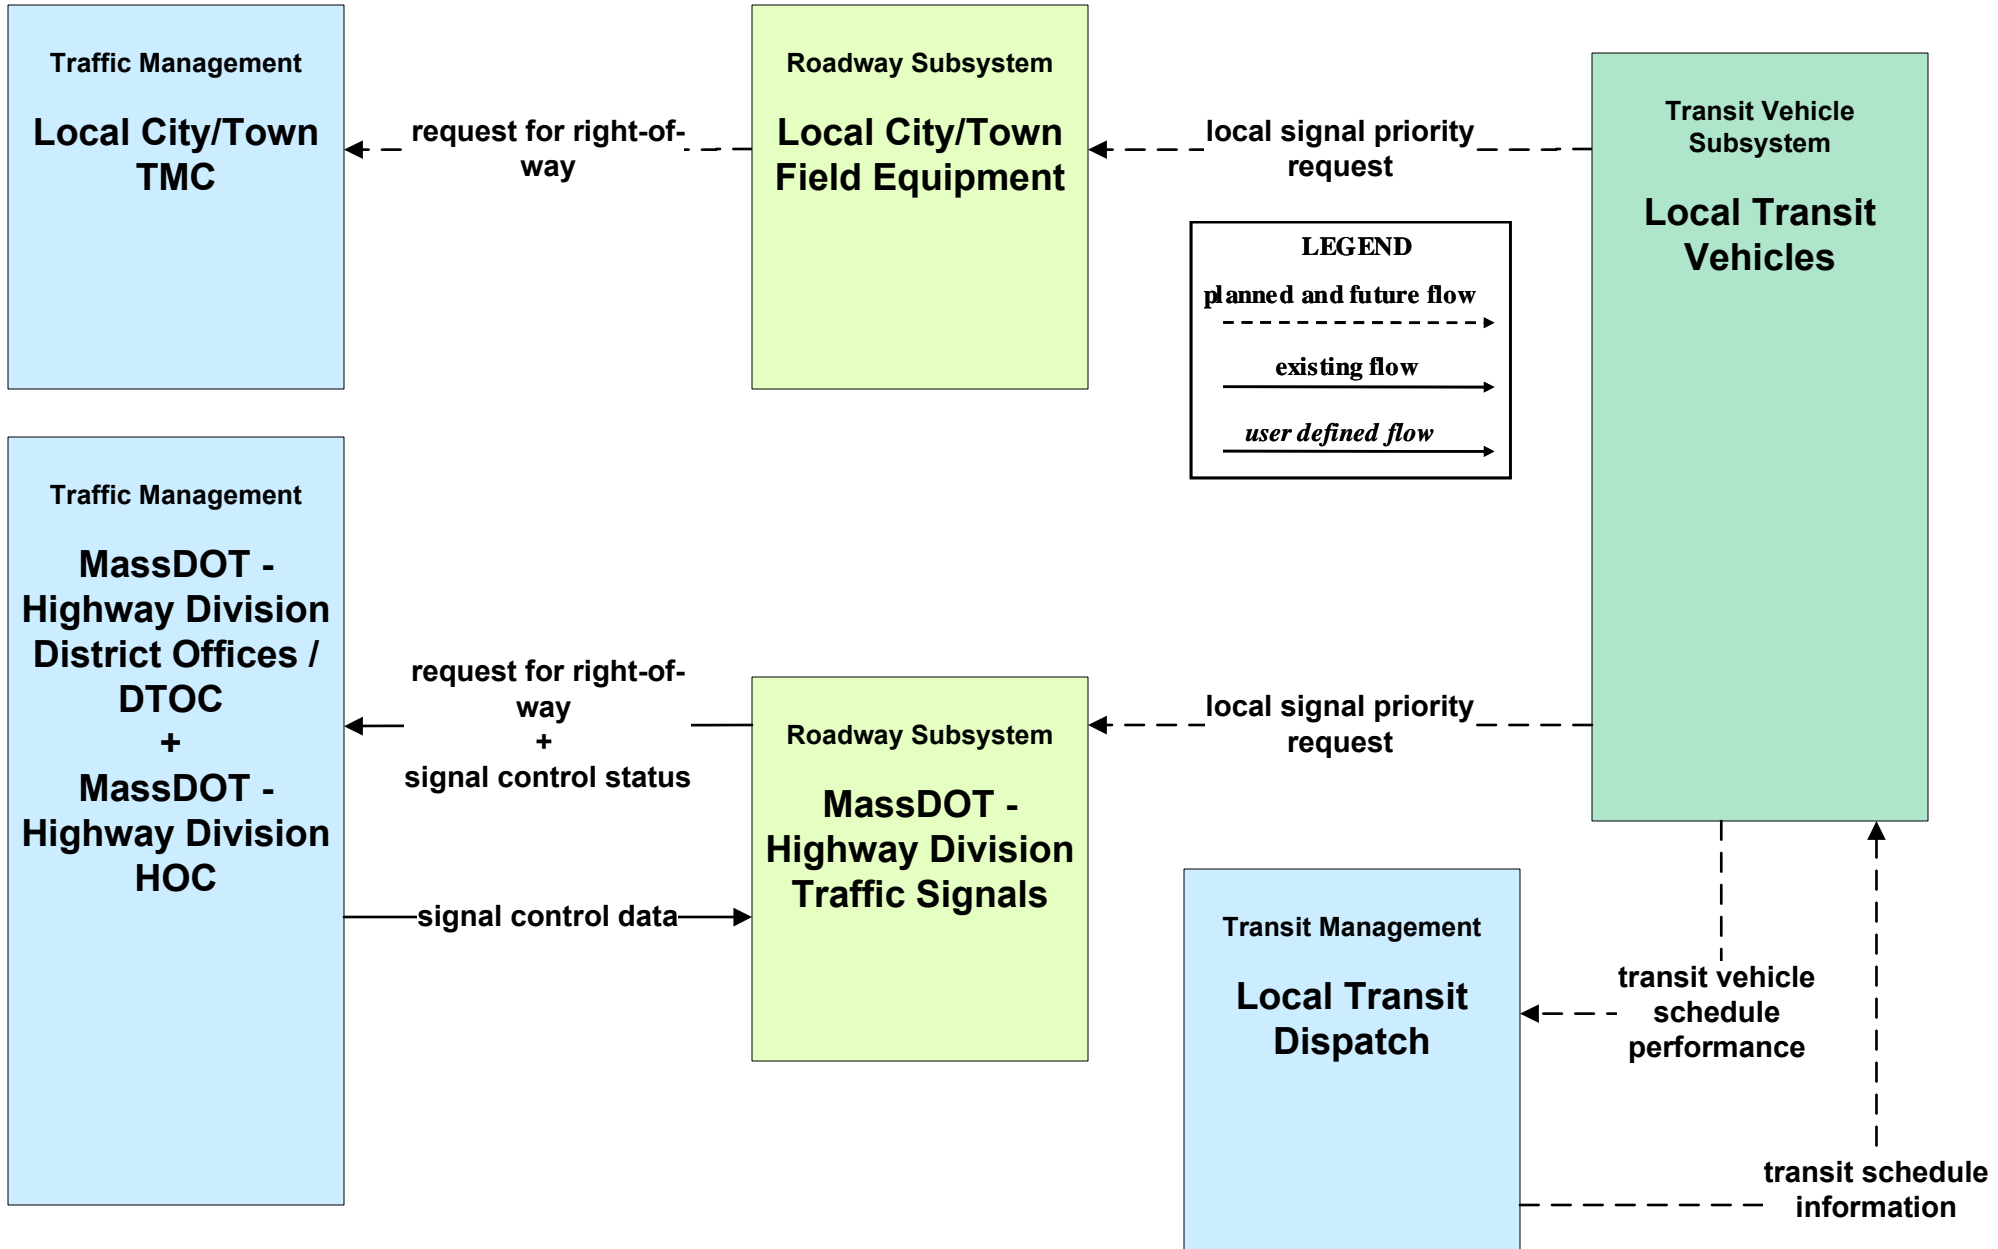 Traffic Management
Local City/Town
TMC
request for right-of-
way
Roadway Subsystem
Local City/Town
Field Equipment
local signal priority
request
Transit Vehicle
Subsystem
Local Transit
Vehicles
LEGEND
planned and future flow
existing flow
user defined flow
Traffic Management
MassDOT -
Highway Division
District Offices /
DTOC
+
MassDOT -
Highway Division
HOC
request for right-of-
way
+
signal control status
signal control data
Roadway Subsystem
MassDOT -
Highway Division
Traffic Signals
local signal priority
request
Transit Management
Local Transit
Dispatch
transit vehicle
schedule
performance
transit schedule
information